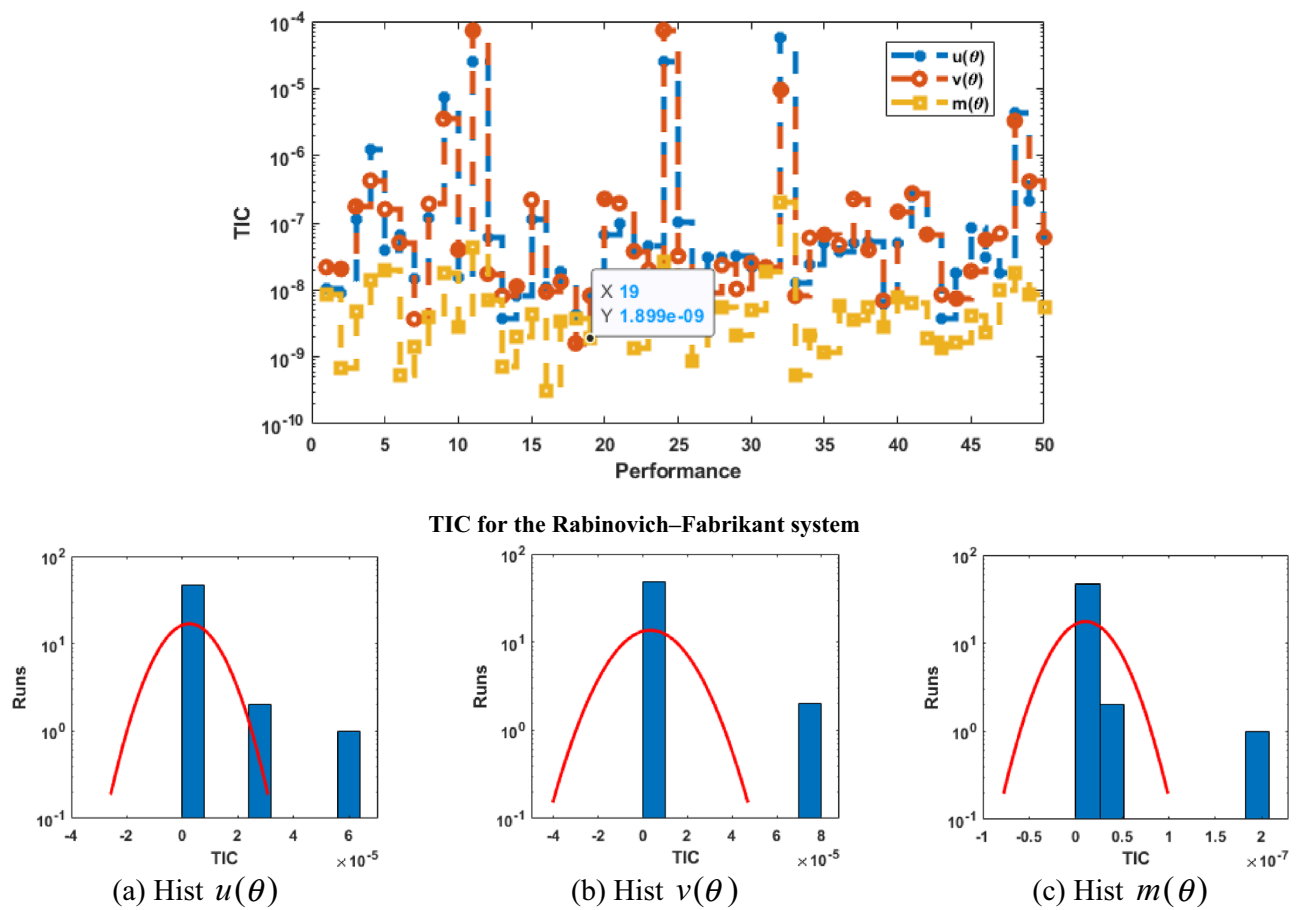 10^-4
10^-5
10^-6
10^-7
10^-8
10^-9
10^-10
TIC
u(θ)
v(θ)
m(θ)
X 19
Y 1.899e-09
0 5 10 15 20 25 30 35 40 45 50
Performance
TIC for the Rabinovich–Fabrikant system
10^2
10^1
10^0
10^-1
Runs
-4 -2 0 2 4 6
TIC
×10^-5
(a) Hist u(θ)
10^2
10^1
10^0
10^-1
Runs
-4 -2 0 2 4 6 8
TIC
×10^-5
(b) Hist v(θ)
10^2
10^1
10^0
10^-1
Runs
-1 -0.5 0 0.5 1 1.5 2
TIC
×10^-7
(c) Hist m(θ)